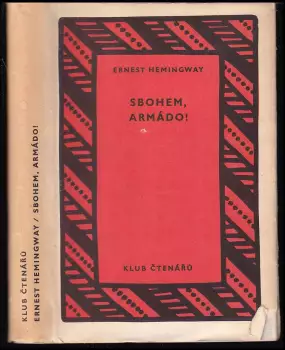 KLUB ČTENÁŘŮ
ERNEST HEMINGWAY / SBOHEM, ARMÁDO!
ERNEST HEMINGWAY
SBOHEM,
ARMÁDO!
KLUB ČTENÁŘŮ